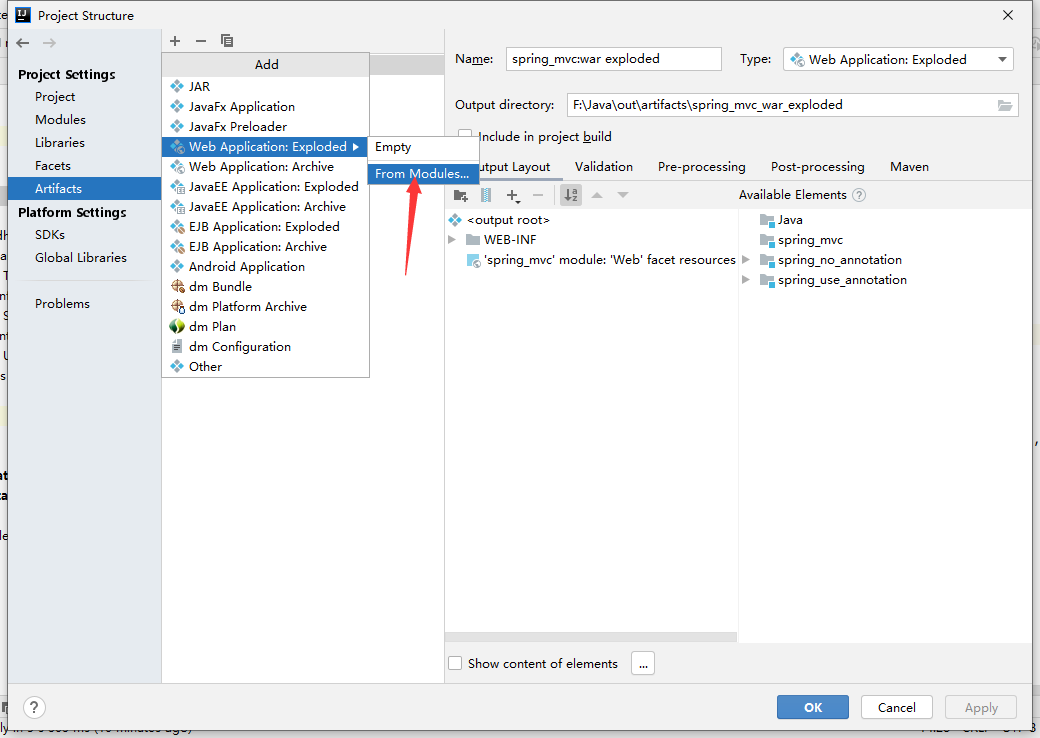 Project Structure
Project Settings
Project
Modules
Libraries
Facets
Artifacts
Platform Settings
SDKs
Global Libraries
Problems
Add
JAR
JavaFx Application
JavaFx Preloader
Web Application: Exploded
Web Application: Archive
JavaEE Application: Exploded
JavaEE Application: Archive
EJB Application: Exploded
EJB Application: Archive
Android Application
dm Bundle
dm Platform Archive
dm Plan
dm Configuration
Other
Empty
From Modules...
Name: spring_mvc:war exploded
Type: Web Application: Exploded
Output directory: F:\Java\out\artifacts\spring_mvc_war_exploded
Include in project build
utput Layout Validation Pre-processing Post-processing Maven
Available Elements ?
<output root>
WEB-INF
'spring_mvc' module: 'Web' facet resources
Java
spring_mvc
spring_no_annotation
spring_use_annotation
Show content of elements ...
? OK Cancel Apply